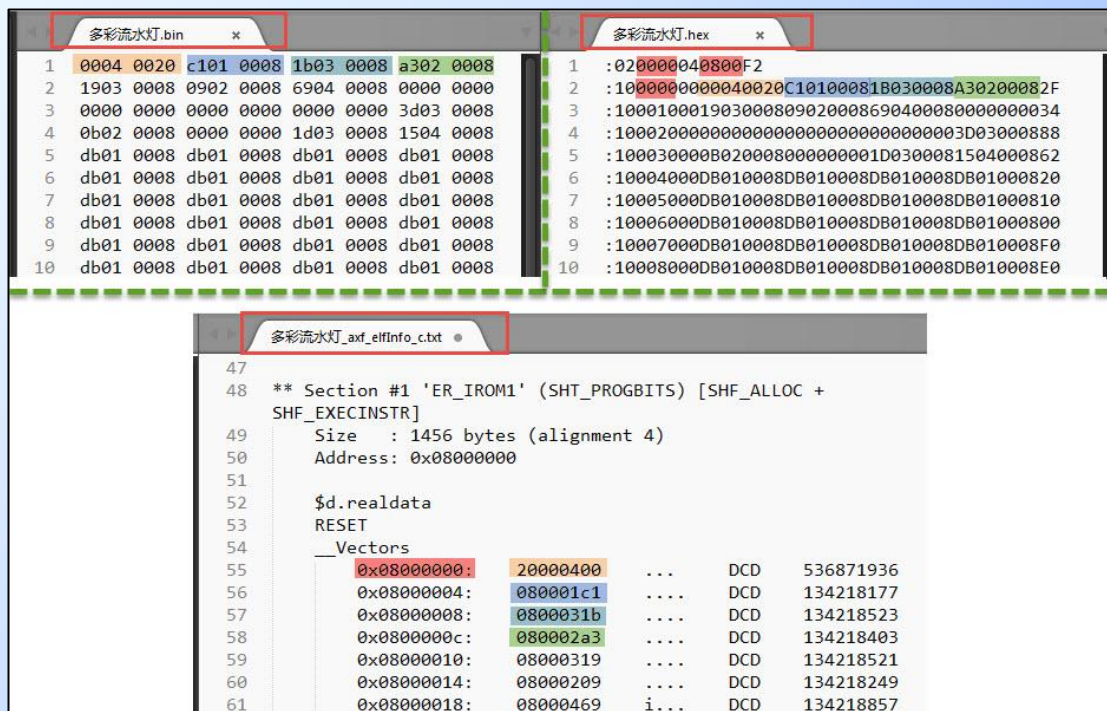 多彩流水灯.bin ×
1 0004 0020 c101 0008 1b03 0008 a302 0008
2 1903 0008 0902 0008 6904 0008 0000 0000
3 0000 0000 0000 0000 0000 0000 3d03 0008
4 0b02 0008 0000 0000 1d03 0008 1504 0008
5 db01 0008 db01 0008 db01 0008 db01 0008
6 db01 0008 db01 0008 db01 0008 db01 0008
7 db01 0008 db01 0008 db01 0008 db01 0008
8 db01 0008 db01 0008 db01 0008 db01 0008
9 db01 0008 db01 0008 db01 0008 db01 0008
10 db01 0008 db01 0008 db01 0008 db01 0008
多彩流水灯.hex ×
1 :020000040800F2
2 :1000000000040020C10100081B030008A30200082F
3 :100010001903000809020008690400080000000034
4 :100020000000000000000000000000003D03000888
5 :100030000B020008000000001D0300081504000862
6 :10004000DB010008DB010008DB010008DB01000820
7 :10005000DB010008DB010008DB010008DB01000810
8 :10006000DB010008DB010008DB010008DB01000800
9 :10007000DB010008DB010008DB010008DB010008F0
10 :10008000DB010008DB010008DB010008DB010008E0
多彩流水灯_axf_elfInfo_c.txt
47
48 ** Section #1 'ER_IROM1' (SHT_PROGBITS) [SHF_ALLOC +
SHF_EXECINSTR]
49 Size : 1456 bytes (alignment 4)
50 Address: 0x08000000
51
52 $d.realdata
53 RESET
54 __Vectors
55 0x08000000: 20000400 ... DCD 536871936
56 0x08000004: 080001c1 .... DCD 134218177
57 0x08000008: 0800031b .... DCD 134218523
58 0x0800000c: 080002a3 .... DCD 134218403
59 0x08000010: 08000319 .... DCD 134218521
60 0x08000014: 08000209 .... DCD 134218249
61 0x08000018: 08000469 i... DCD 134218857